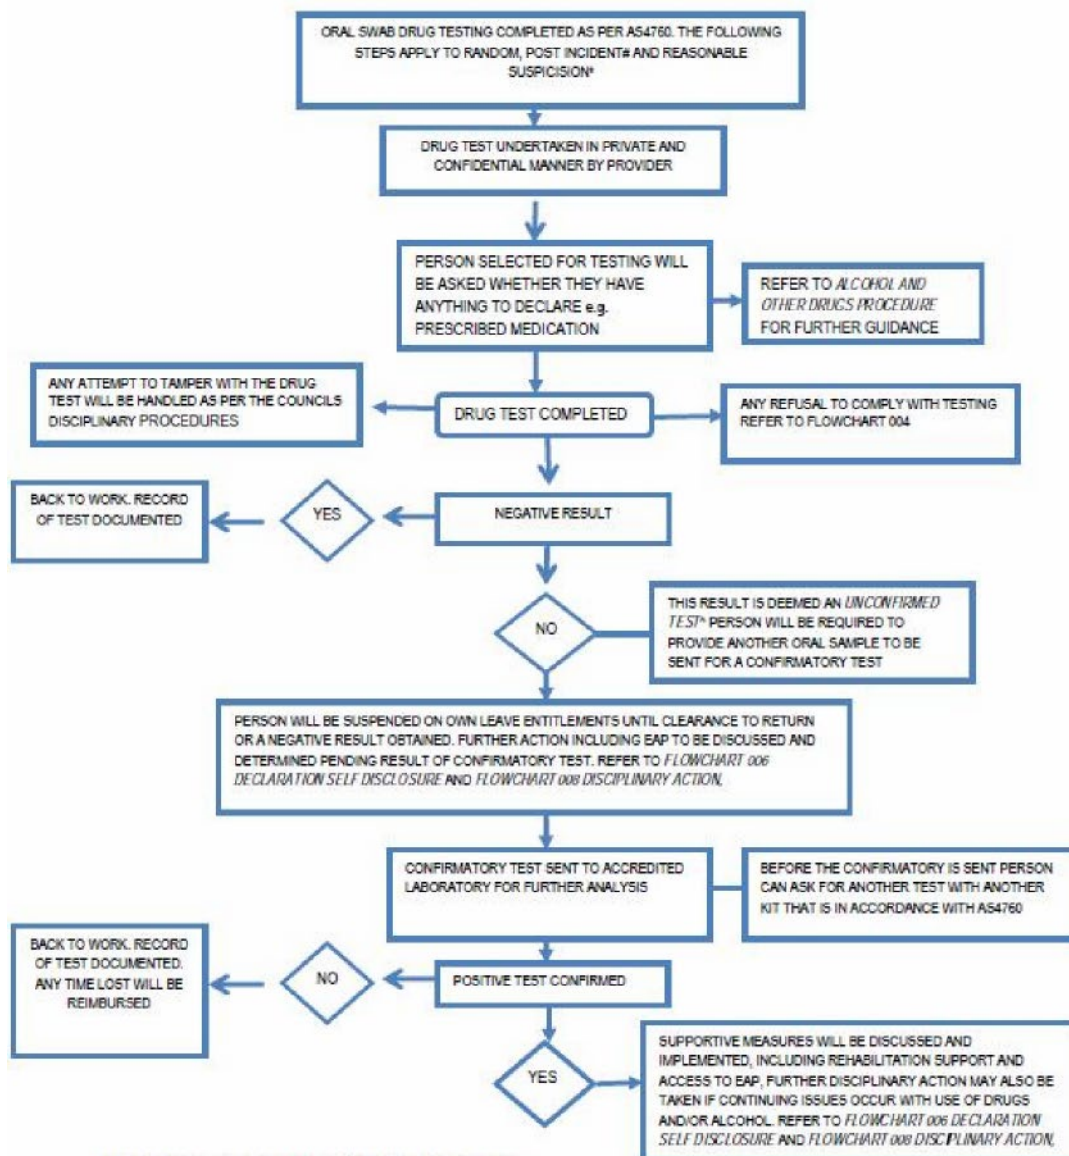 ORAL SWAB DRUG TESTING COMPLETED AS PER AS4760. THE FOLLOWING
STEPS APPLY TO RANDOM, POST INCIDENT# AND REASONABLE
SUSPICISION*
DRUG TEST UNDERTAKEN IN PRIVATE AND
CONFIDENTIAL MANNER BY PROVIDER
PERSON SELECTED FOR TESTING WILL
BE ASKED WHETHER THEY HAVE
ANYTHING TO DECLARE e.g.
PRESCRIBED MEDICATION
REFER TO ALCOHOL AND
OTHER DRUGS PROCEDURE
FOR FURTHER GUIDANCE
ANY ATTEMPT TO TAMPER WITH THE DRUG
TEST WILL BE HANDLED AS PER THE COUNCILS
DISCIPLINARY PROCEDURES
DRUG TEST COMPLETED
ANY REFUSAL TO COMPLY WITH TESTING
REFER TO FLOWCHART 004
BACK TO WORK. RECORD
OF TEST DOCUMENTED
YES
NEGATIVE RESULT
NO
THIS RESULT IS DEEMED AN UNCONFIRMED
TEST^ PERSON WILL BE REQUIRED TO
PROVIDE ANOTHER ORAL SAMPLE TO BE
SENT FOR A CONFIRMATORY TEST
PERSON WILL BE SUSPENDED ON OWN LEAVE ENTITLEMENTS UNTIL CLEARANCE TO RETURN
OR A NEGATIVE RESULT OBTAINED. FURTHER ACTION INCLUDING EAP TO BE DISCUSSED AND
DETERMINED PENDING RESULT OF CONFIRMATORY TEST. REFER TO FLOWCHART 006
DECLARATION SELF DISCLOSURE AND FLOWCHART 008 DISCIPLINARY ACTION,
CONFIRMATORY TEST SENT TO ACCREDITED
LABORATORY FOR FURTHER ANALYSIS
BEFORE THE CONFIRMATORY IS SENT PERSON
CAN ASK FOR ANOTHER TEST WITH ANOTHER
KIT THAT IS IN ACCORDANCE WITH AS4760
BACK TO WORK. RECORD
OF TEST DOCUMENTED.
ANY TIME LOST WILL BE
REIMBURSED
NO
POSITIVE TEST CONFIRMED
YES
SUPPORTIVE MEASURES WILL BE DISCUSSED AND
IMPLEMENTED, INCLUDING REHABILITATION SUPPORT AND
ACCESS TO EAP, FURTHER DISCIPLINARY ACTION MAY ALSO BE
TAKEN IF CONTINUING ISSUES OCCUR WITH USE OF DRUGS
AND/OR ALCOHOL. REFER TO FLOWCHART 006 DECLARATION
SELF DISCLOSURE AND FLOWCHART 008 DISCIPLINARY ACTION,